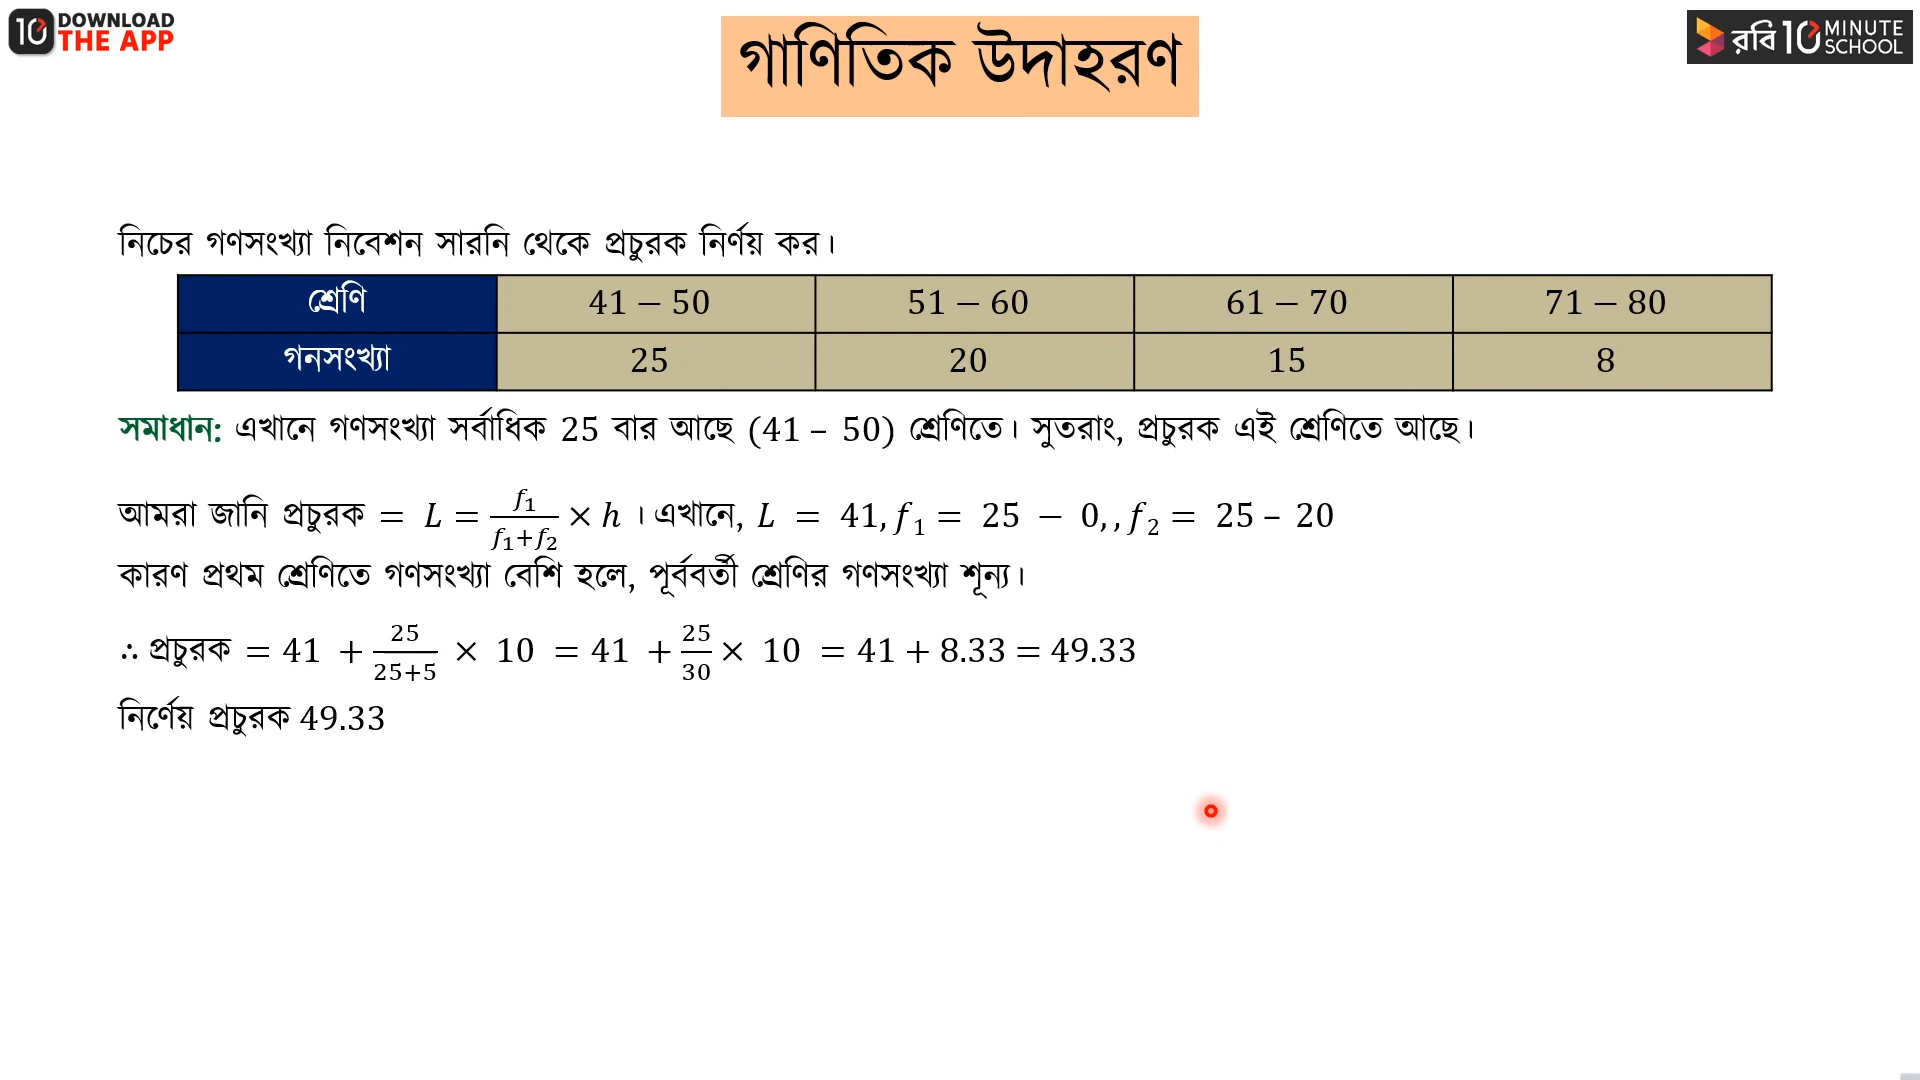 DOWNLOAD
THE APP
গাণিতিক উদাহরণ
রবি 10 MINUTE SCHOOL
নিচের গণসংখ্যা নিবেশন সারনি থেকে প্রচুরক নির্ণয় কর।
শ্রেণি 41 – 50 51 – 60 61 – 70 71 – 80
গনসংখ্যা 25 20 15 8
সমাধান: এখানে গণসংখ্যা সর্বাধিক 25 বার আছে (41 – 50) শ্রেণিতে। সুতরাং, প্রচুরক এই শ্রেণিতে আছে।
আমরা জানি প্রচুরক = L = f₁/(f₁+f₂) × h । এখানে, L = 41, f₁ = 25 − 0,, f₂ = 25 – 20
কারণ প্রথম শ্রেণিতে গণসংখ্যা বেশি হলে, পূর্ববর্তী শ্রেণির গণসংখ্যা শূন্য।
∴ প্রচুরক = 41 + 25/(25+5) × 10 = 41 + 25/30 × 10 = 41 + 8.33 = 49.33
নির্ণেয় প্রচুরক 49.33